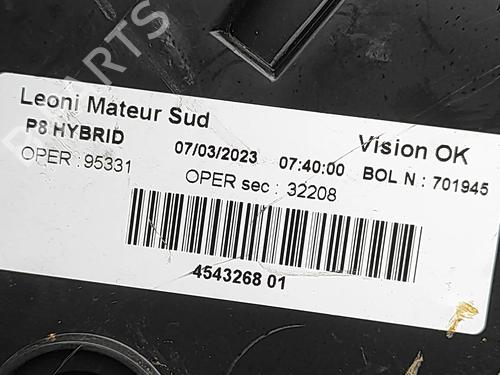 PARTS
Leoni Mateur Sud
P8 HYBRID 07/03/2023 07:40:00 Vision OK
OPER : 95331 OPER sec : 32208 BOL N : 701945
4543268 01